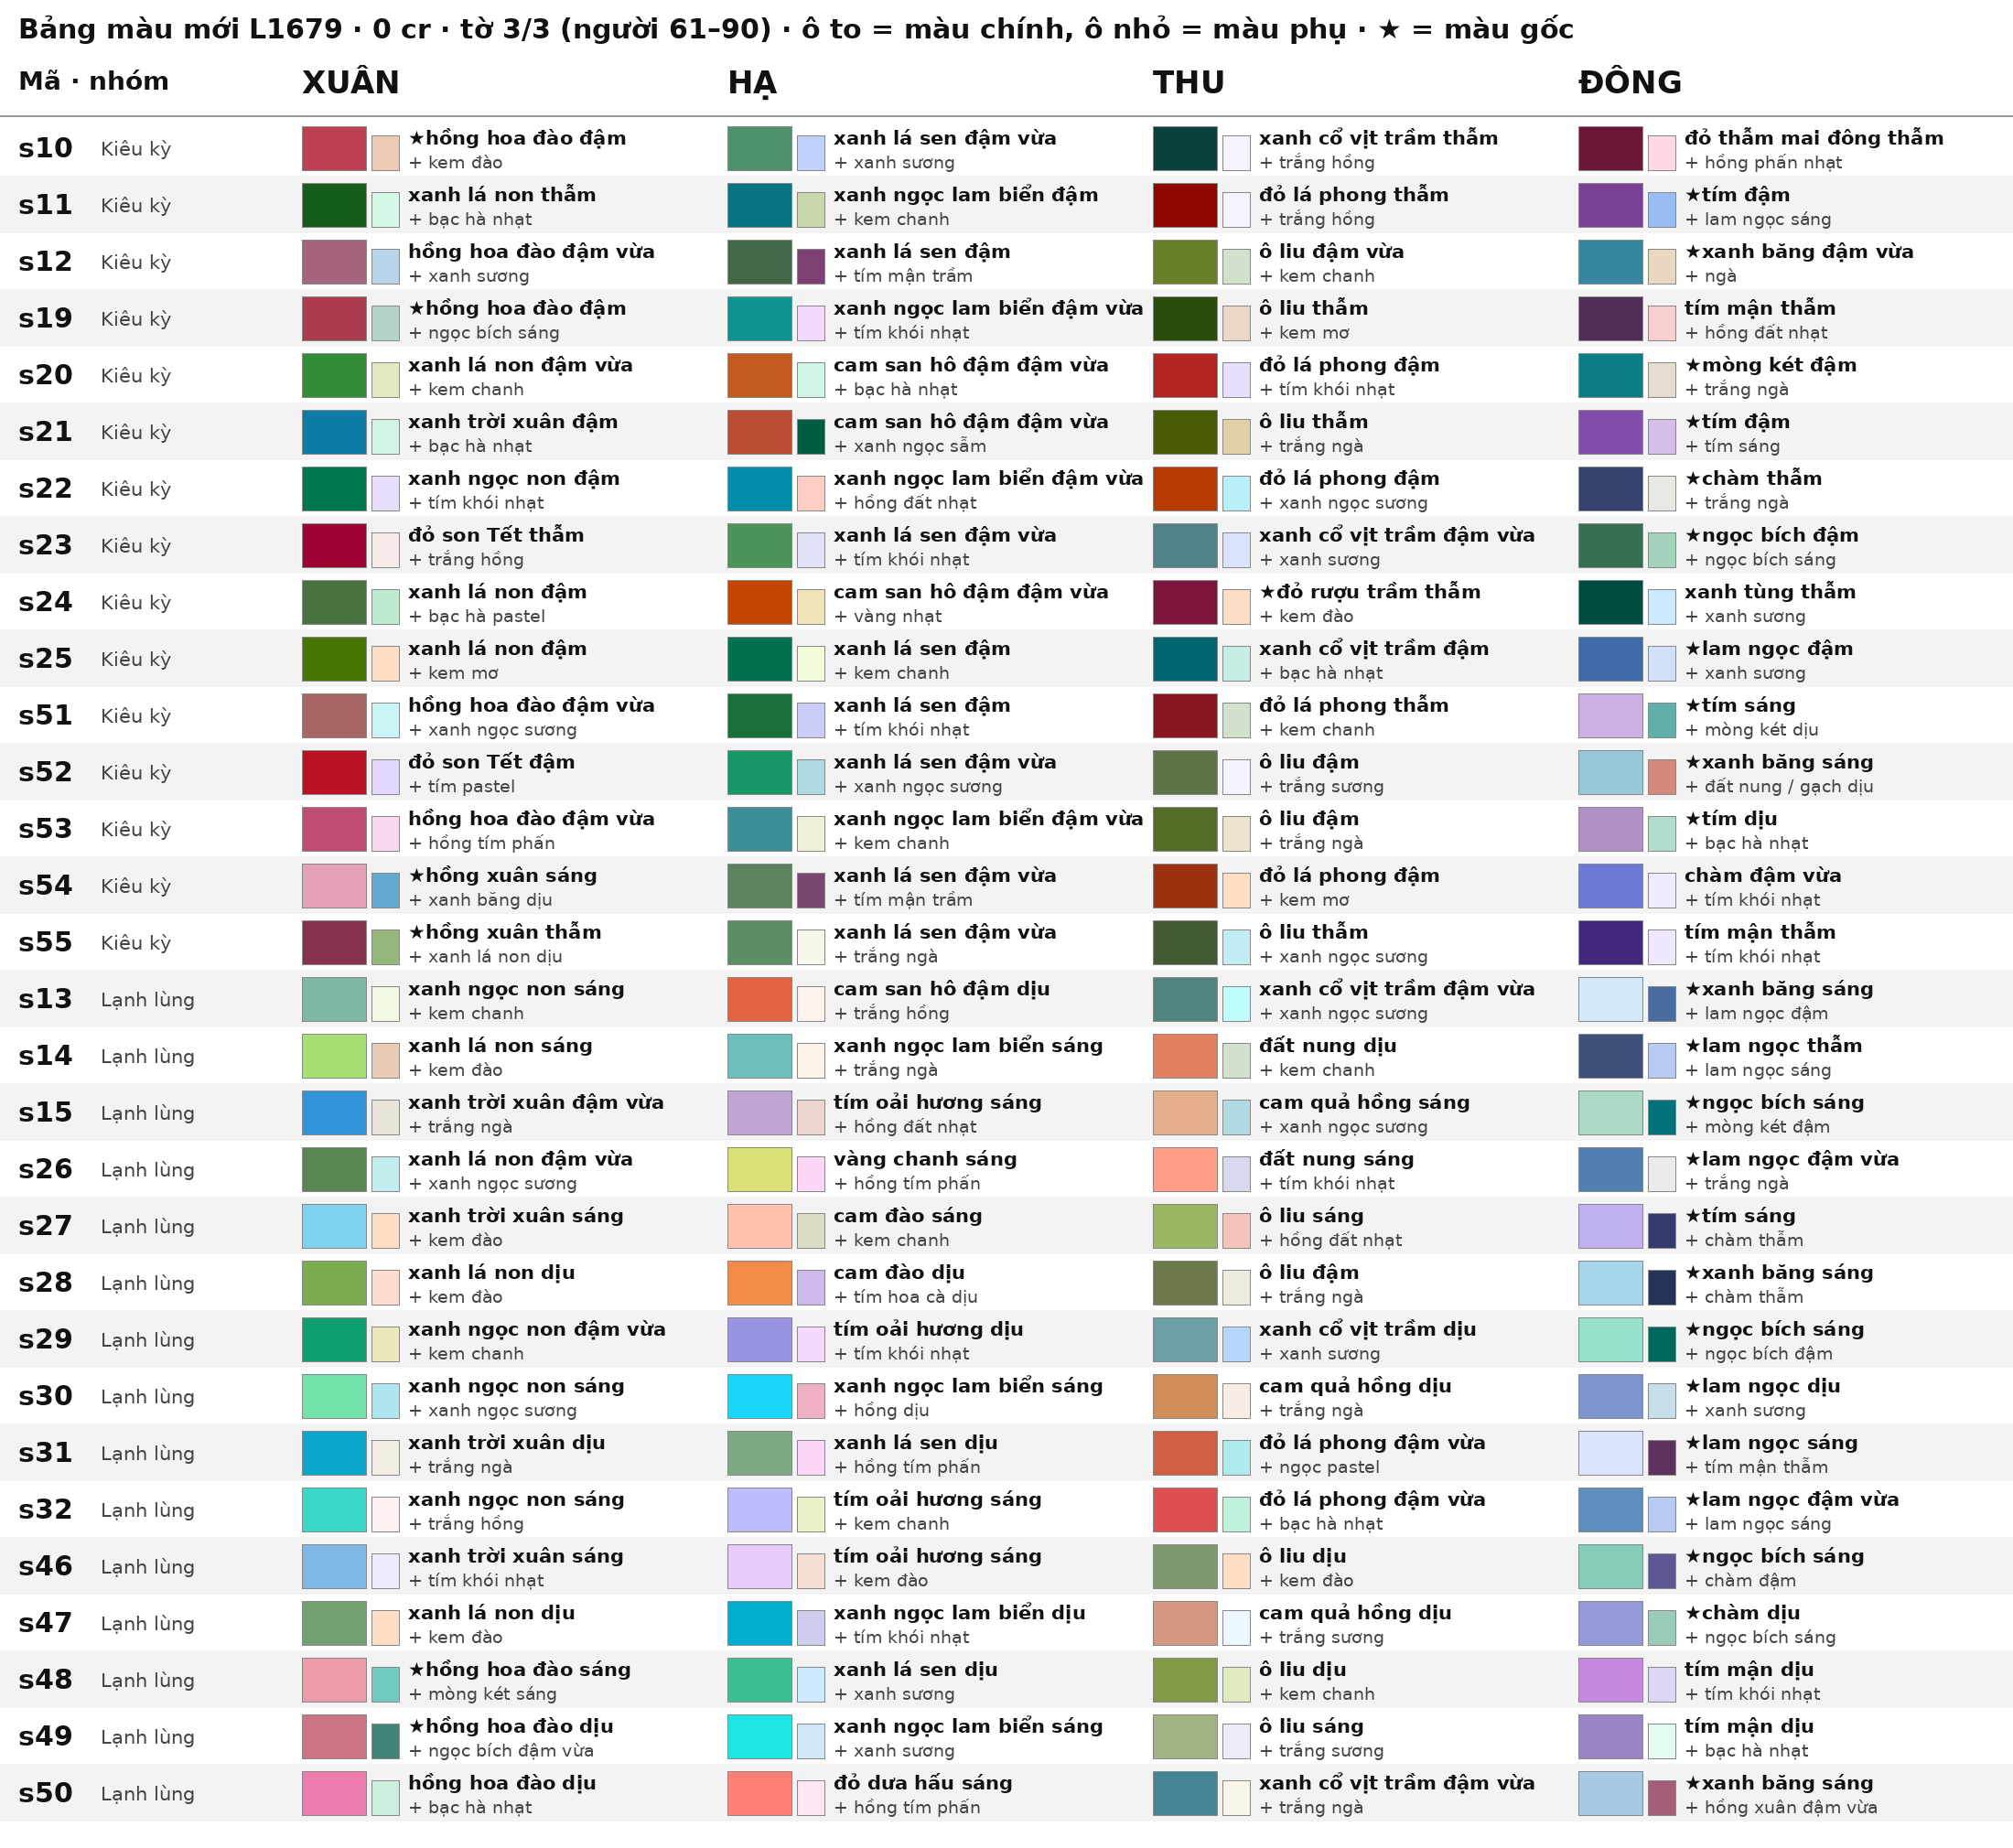 Bảng màu mới L1679 · 0 cr · tờ 3/3 (người 61–90) · ô to = màu chính, ô nhỏ = màu phụ · ★ = màu gốc
Mã · nhóm XUÂN HẠ THU ĐÔNG
s10 Kiêu kỳ ★hồng hoa đào đậm xanh lá sen đậm vừa xanh cổ vịt trầm thẫm đỏ thẫm mai đông thẫm
+ kem đào + xanh sương + trắng hồng + hồng phấn nhạt
s11 Kiêu kỳ xanh lá non thẫm xanh ngọc lam biển đậm đỏ lá phong thẫm ★tím đậm
+ bạc hà nhạt + kem chanh + trắng hồng + lam ngọc sáng
s12 Kiêu kỳ hồng hoa đào đậm vừa xanh lá sen đậm ô liu đậm vừa ★xanh băng đậm vừa
+ xanh sương + tím mận trầm + kem chanh + ngà
s19 Kiêu kỳ ★hồng hoa đào đậm xanh ngọc lam biển đậm vừa ô liu thẫm tím mận thẫm
+ ngọc bích sáng + tím khói nhạt + kem mơ + hồng đất nhạt
s20 Kiêu kỳ xanh lá non đậm vừa cam san hô đậm đậm vừa đỏ lá phong đậm ★mòng két đậm
+ kem chanh + bạc hà nhạt + tím khói nhạt + trắng ngà
s21 Kiêu kỳ xanh trời xuân đậm cam san hô đậm đậm vừa ô liu thẫm ★tím đậm
+ bạc hà nhạt + xanh ngọc sẫm + trắng ngà + tím sáng
s22 Kiêu kỳ xanh ngọc non đậm xanh ngọc lam biển đậm vừa đỏ lá phong đậm ★chàm thẫm
+ tím khói nhạt + hồng đất nhạt + xanh ngọc sương + trắng ngà
s23 Kiêu kỳ đỏ son Tết thẫm xanh lá sen đậm vừa xanh cổ vịt trầm đậm vừa ★ngọc bích đậm
+ trắng hồng + tím khói nhạt + xanh sương + ngọc bích sáng
s24 Kiêu kỳ xanh lá non đậm cam san hô đậm đậm vừa ★đỏ rượu trầm thẫm xanh tùng thẫm
+ bạc hà pastel + vàng nhạt + kem đào + xanh sương
s25 Kiêu kỳ xanh lá non đậm xanh lá sen đậm xanh cổ vịt trầm đậm ★lam ngọc đậm
+ kem mơ + kem chanh + bạc hà nhạt + xanh sương
s51 Kiêu kỳ hồng hoa đào đậm vừa xanh lá sen đậm đỏ lá phong thẫm ★tím sáng
+ xanh ngọc sương + tím khói nhạt + kem chanh + mòng két dịu
s52 Kiêu kỳ đỏ son Tết đậm xanh lá sen đậm vừa ô liu đậm ★xanh băng sáng
+ tím pastel + xanh ngọc sương + trắng sương + đất nung / gạch dịu
s53 Kiêu kỳ hồng hoa đào đậm vừa xanh ngọc lam biển đậm vừa ô liu đậm ★tím dịu
+ hồng tím phấn + kem chanh + trắng ngà + bạc hà nhạt
s54 Kiêu kỳ ★hồng xuân sáng xanh lá sen đậm vừa đỏ lá phong đậm chàm đậm vừa
+ xanh băng dịu + tím mận trầm + kem mơ + tím khói nhạt
s55 Kiêu kỳ ★hồng xuân thẫm xanh lá sen đậm vừa ô liu thẫm tím mận thẫm
+ xanh lá non dịu + trắng ngà + xanh ngọc sương + tím khói nhạt
s13 Lạnh lùng xanh ngọc non sáng cam san hô đậm dịu xanh cổ vịt trầm đậm vừa ★xanh băng sáng
+ kem chanh + trắng hồng + xanh ngọc sương + lam ngọc đậm
s14 Lạnh lùng xanh lá non sáng xanh ngọc lam biển sáng đất nung dịu ★lam ngọc thẫm
+ kem đào + trắng ngà + kem chanh + lam ngọc sáng
s15 Lạnh lùng xanh trời xuân đậm vừa tím oải hương sáng cam quả hồng sáng ★ngọc bích sáng
+ trắng ngà + hồng đất nhạt + xanh ngọc sương + mòng két đậm
s26 Lạnh lùng xanh lá non đậm vừa vàng chanh sáng đất nung sáng ★lam ngọc đậm vừa
+ xanh ngọc sương + hồng tím phấn + tím khói nhạt + trắng ngà
s27 Lạnh lùng xanh trời xuân sáng cam đào sáng ô liu sáng ★tím sáng
+ kem đào + kem chanh + hồng đất nhạt + chàm thẫm
s28 Lạnh lùng xanh lá non dịu cam đào dịu ô liu đậm ★xanh băng sáng
+ kem đào + tím hoa cà dịu + trắng ngà + chàm thẫm
s29 Lạnh lùng xanh ngọc non đậm vừa tím oải hương dịu xanh cổ vịt trầm dịu ★ngọc bích sáng
+ kem chanh + tím khói nhạt + xanh sương + ngọc bích đậm
s30 Lạnh lùng xanh ngọc non sáng xanh ngọc lam biển sáng cam quả hồng dịu ★lam ngọc dịu
+ xanh ngọc sương + hồng dịu + trắng ngà + xanh sương
s31 Lạnh lùng xanh trời xuân dịu xanh lá sen dịu đỏ lá phong đậm vừa ★lam ngọc sáng
+ trắng ngà + hồng tím phấn + ngọc pastel + tím mận thẫm
s32 Lạnh lùng xanh ngọc non sáng tím oải hương sáng đỏ lá phong đậm vừa ★lam ngọc đậm vừa
+ trắng hồng + kem chanh + bạc hà nhạt + lam ngọc sáng
s46 Lạnh lùng xanh trời xuân sáng tím oải hương sáng ô liu dịu ★ngọc bích sáng
+ tím khói nhạt + kem đào + kem đào + chàm đậm
s47 Lạnh lùng xanh lá non dịu xanh ngọc lam biển dịu cam quả hồng dịu ★chàm dịu
+ kem đào + tím khói nhạt + trắng sương + ngọc bích sáng
s48 Lạnh lùng ★hồng hoa đào sáng xanh lá sen dịu ô liu dịu tím mận dịu
+ mòng két sáng + xanh sương + kem chanh + tím khói nhạt
s49 Lạnh lùng ★hồng hoa đào dịu xanh ngọc lam biển sáng ô liu sáng tím mận dịu
+ ngọc bích đậm vừa + xanh sương + trắng sương + bạc hà nhạt
s50 Lạnh lùng hồng hoa đào dịu đỏ dưa hấu sáng xanh cổ vịt trầm đậm vừa ★xanh băng sáng
+ bạc hà nhạt + hồng tím phấn + trắng ngà + hồng xuân đậm vừa